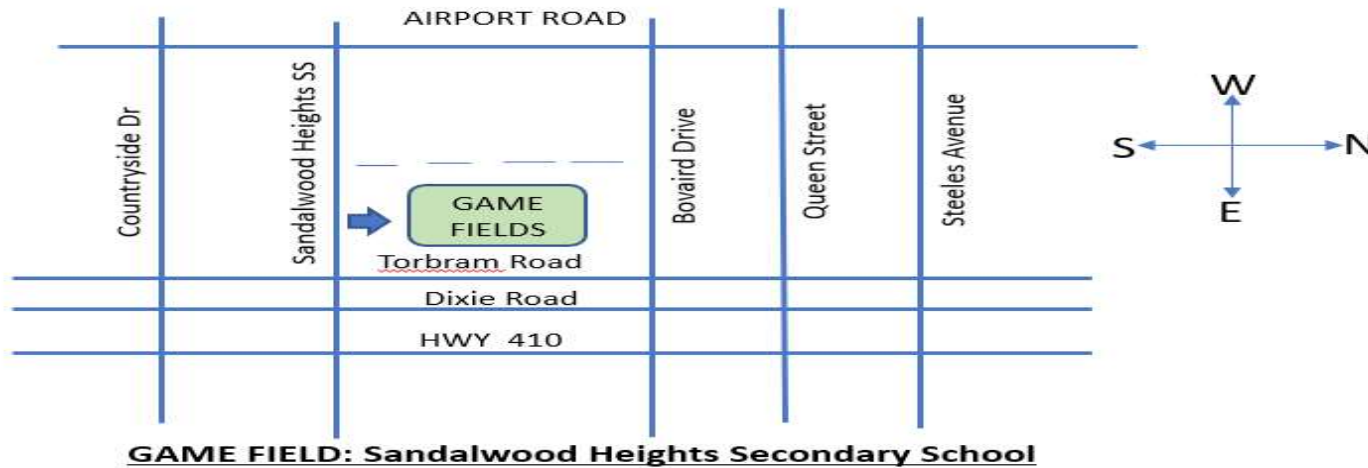 AIRPORT ROAD
Countryside Dr
Sandalwood Heights SS
Bovaird Drive
Queen Street
Steeles Avenue
W
S
N
E
GAME
FIELDS
Torbram Road
Dixie Road
HWY 410
GAME FIELD: Sandalwood Heights Secondary School